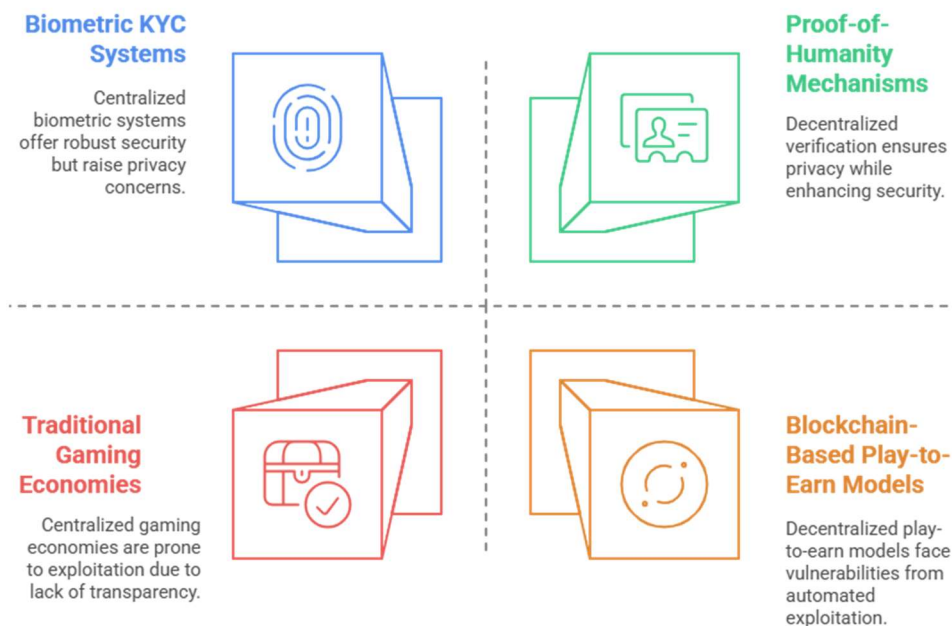 Biometric KYC
Systems
Centralized
biometric systems
offer robust security
but raise privacy
concerns.
Proof-of-
Humanity
Mechanisms
Decentralized
verification ensures
privacy while
enhancing security.
Traditional
Gaming
Economies
Centralized gaming
economies are prone
to exploitation due to
lack of transparency.
Blockchain-
Based Play-to-
Earn Models
Decentralized play-
to-earn models face
vulnerabilities from
automated
exploitation.